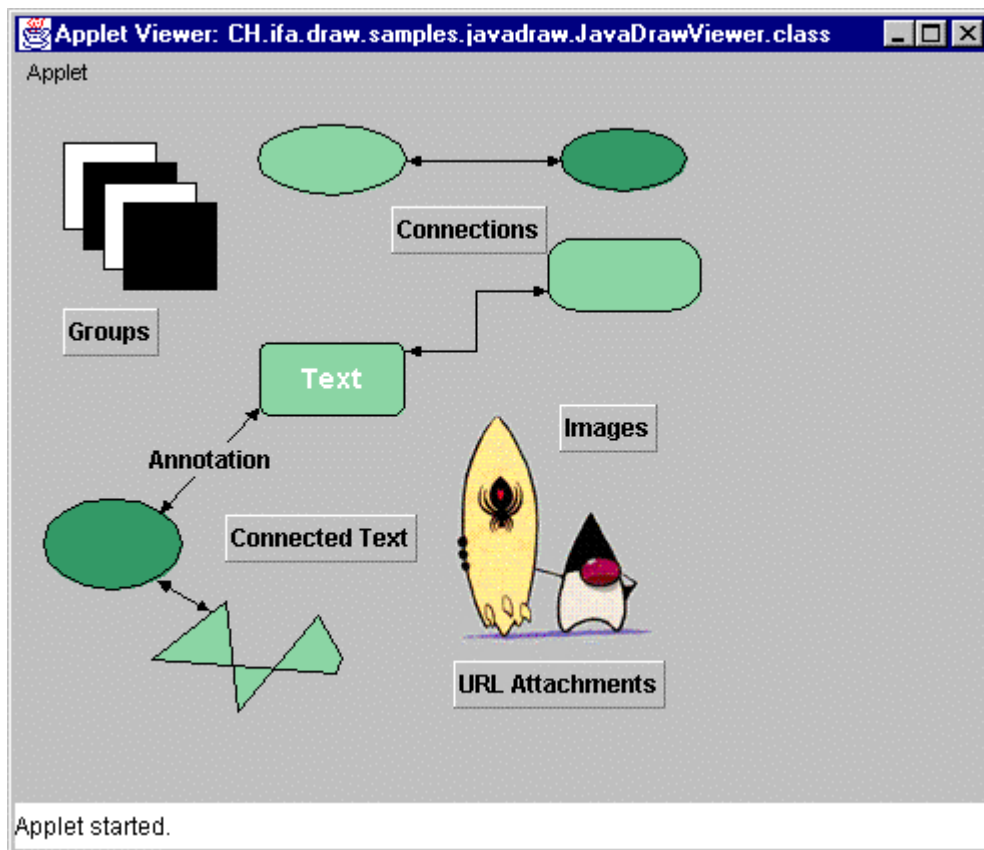 Applet Viewer: CH.ifa.draw.samples.javadraw.JavaDrawViewer.class
Applet
Connections
Groups
Text
Images
Annotation
Connected Text
URL Attachments
Applet started.